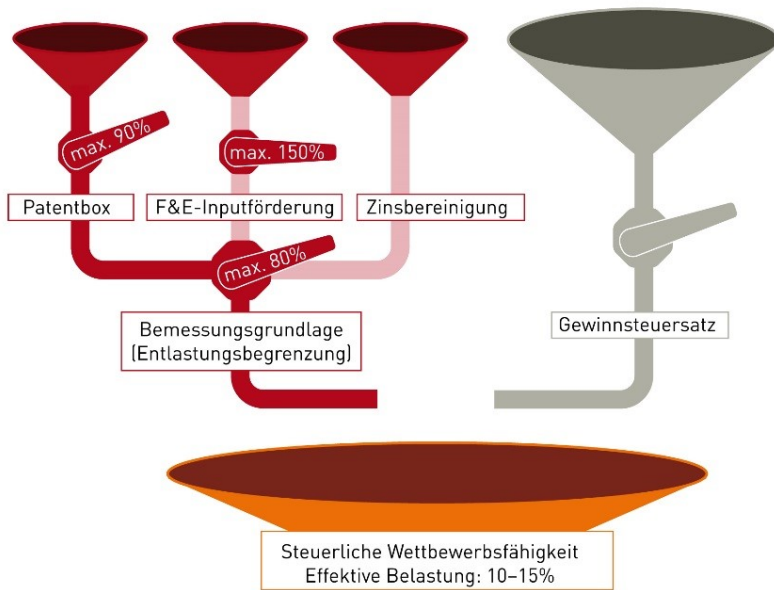 max. 90%
max. 150%
Patentbox
F&E-Inputförderung
Zinsbereinigung
max. 80%
Bemessungsgrundlage
(Entlastungsbegrenzung)
Gewinnsteuersatz
Steuerliche Wettbewerbsfähigkeit
Effektive Belastung: 10–15%